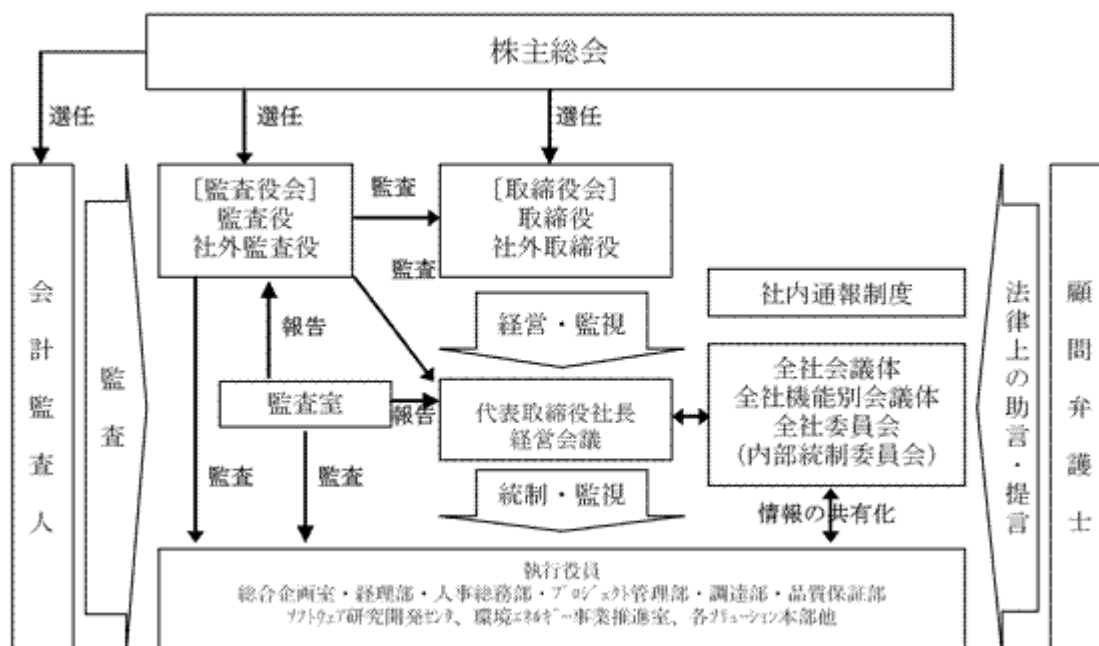 株主総会
選任
選任
選任
[監査役会]
監査役
社外監査役
監査
[取締役会]
取締役
社外取締役
監査
社内通報制度
報告
経営・監視
監査室
報告
代表取締役社長
経営会議
全社会議体
全社機能別会議体
全社委員会
(内部統制委員会)
監査
監査
統制・監視
情報の共有化
執行役員
総合企画室・経理部・人事総務部・プロジェクト管理部・調達部・品質保証部
ソフトウェア研究開発センタ、環境エネルギー事業推進室、各ソリューション本部他
会計監査人
監査
法律上の助言・提言
顧問弁護士